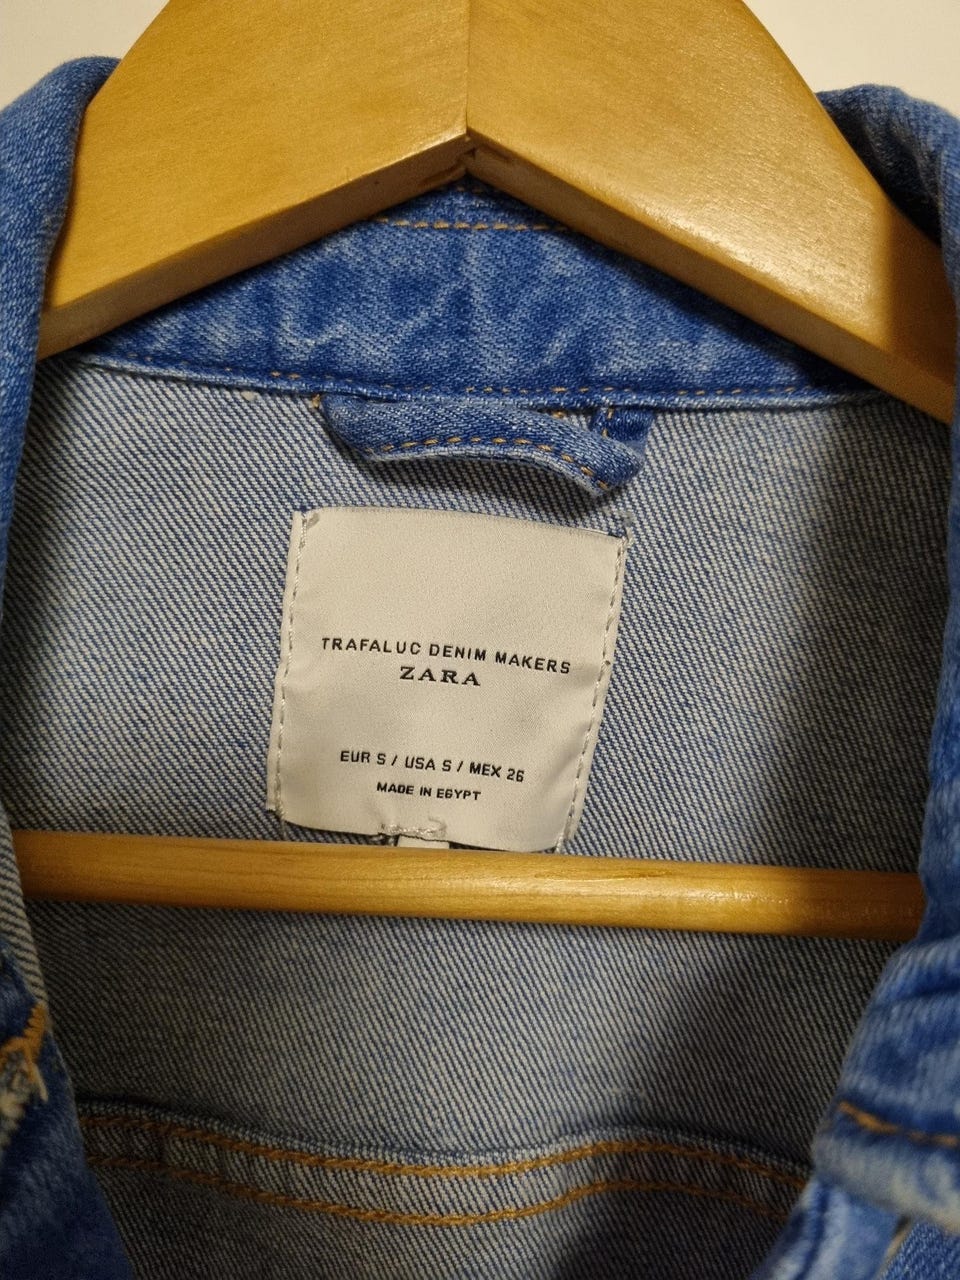 TRAFALUC DENIM MAKERS
ZARA
EUR S / USA S / MEX 26
MADE IN EGYPT